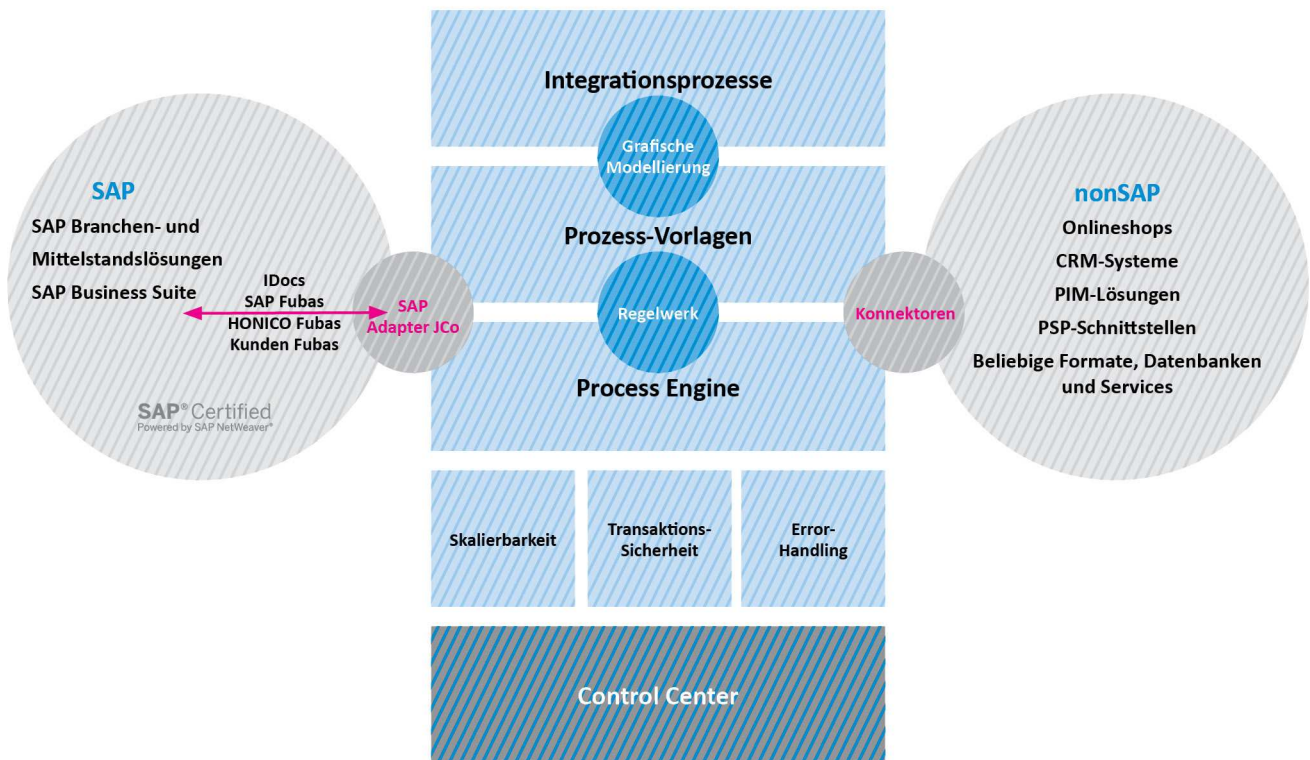 Integrationsprozesse
Grafische
Modellierung
Prozess-Vorlagen
Regelwerk
Process Engine
SAP
SAP Branchen- und
Mittelstandslösungen
SAP Business Suite
IDocs
SAP Fubas
HONICO Fubas
Kunden Fubas
SAP
Adapter JCo
SAP® Certified
Powered by SAP NetWeaver®
Konnektoren
nonSAP
Onlineshops
CRM-Systeme
PIM-Lösungen
PSP-Schnittstellen
Beliebige Formate, Datenbanken
und Services
Skalierbarkeit
Transaktions-
Sicherheit
Error-
Handling
Control Center